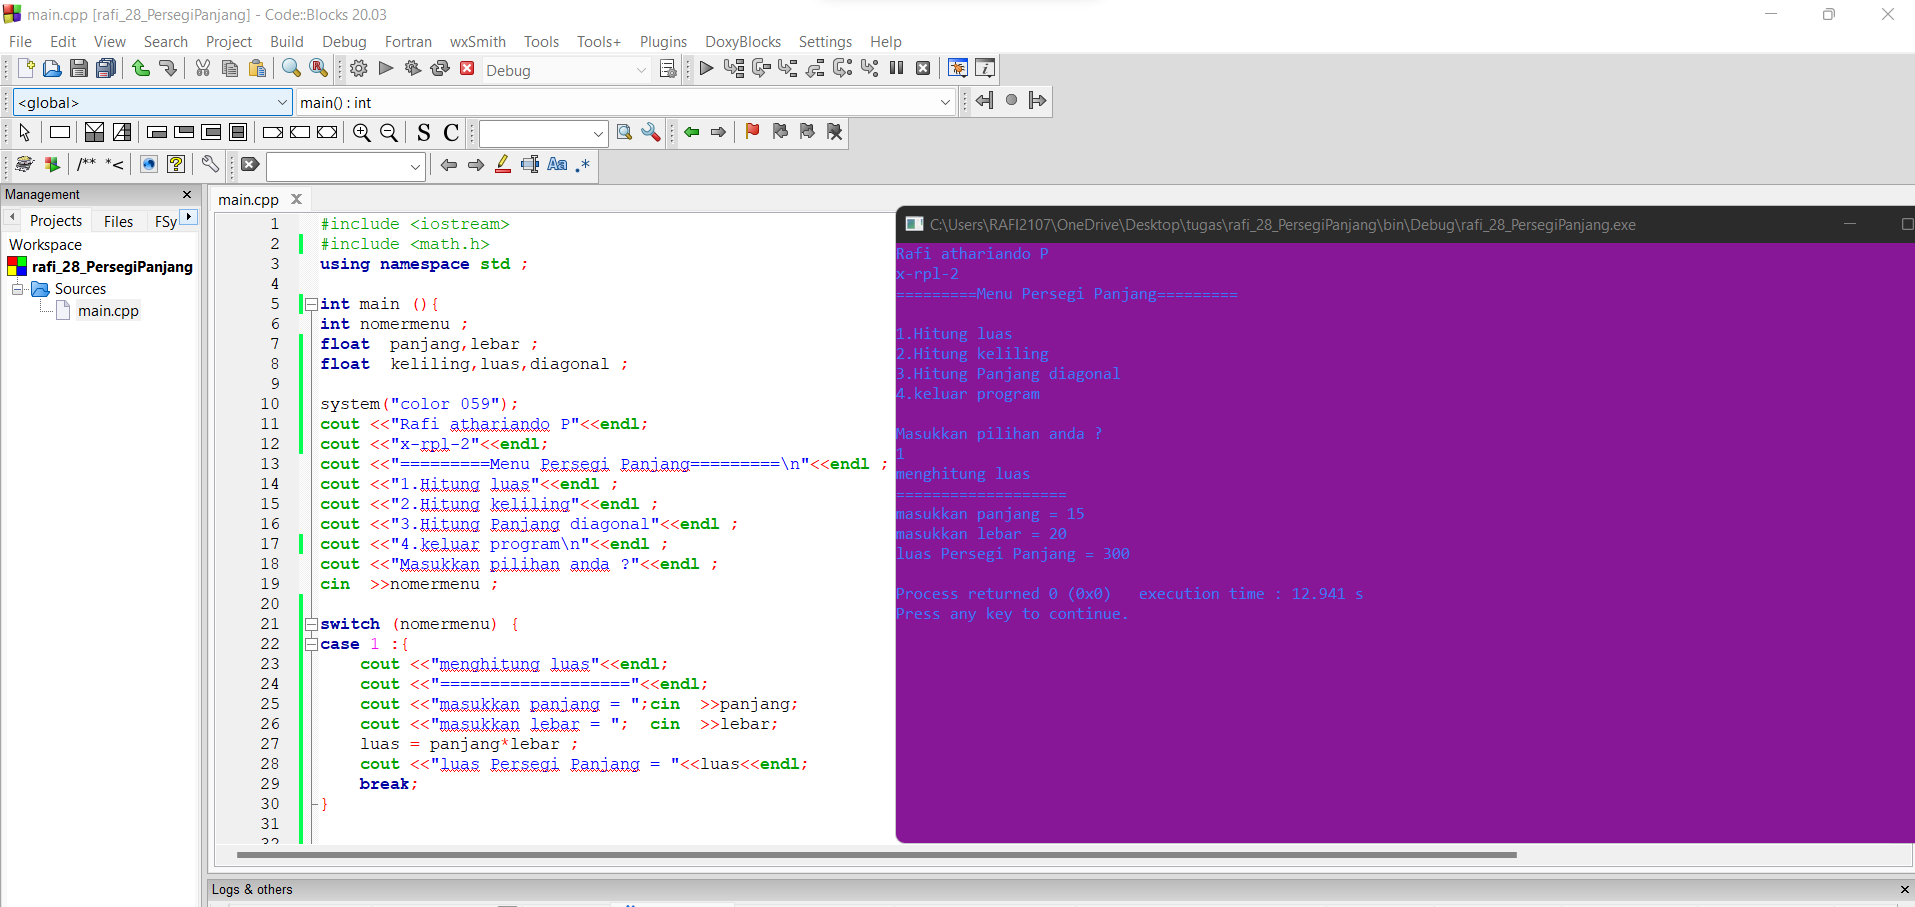 main.cpp [rafi_28_PersegiPanjang] - Code::Blocks 20.03
File Edit View Search Project Build Debug Fortran wxSmith Tools Tools+ Plugins DoxyBlocks Settings Help
Debug
<global>
main() : int
S C
/** *<
Aa .*
Management
Projects Files FSy
Workspace
rafi_28_PersegiPanjang
Sources
main.cpp
main.cpp
1 #include <iostream>
2 #include <math.h>
3 using namespace std ;
4
5 int main (){
6 int nomermenu ;
7 float  panjang,lebar ;
8 float  keliling,luas,diagonal ;
9
10 system("color 059");
11 cout <<"Rafi athariando P"<<endl;
12 cout <<"x-rpl-2"<<endl;
13 cout <<"=========Menu Persegi Panjang=========\n"<<endl ;
14 cout <<"1.Hitung luas"<<endl ;
15 cout <<"2.Hitung keliling"<<endl ;
16 cout <<"3.Hitung Panjang diagonal"<<endl ;
17 cout <<"4.keluar program\n"<<endl ;
18 cout <<"Masukkan pilihan anda ?"<<endl ;
19 cin  >>nomermenu ;
20
21 switch (nomermenu) {
22 case 1 :{
23     cout <<"menghitung luas"<<endl;
24     cout <<"==================="<<endl;
25     cout <<"masukkan panjang = ";cin  >>panjang;
26     cout <<"masukkan lebar = ";  cin  >>lebar;
27     luas = panjang*lebar ;
28     cout <<"luas Persegi Panjang = "<<luas<<endl;
29     break;
30 }
31
32
C:\Users\RAFI2107\OneDrive\Desktop\tugas\rafi_28_PersegiPanjang\bin\Debug\rafi_28_PersegiPanjang.exe
Rafi athariando P
x-rpl-2
=========Menu Persegi Panjang=========
1.Hitung luas
2.Hitung keliling
3.Hitung Panjang diagonal
4.keluar program
Masukkan pilihan anda ?
1
menghitung luas
===================
masukkan panjang = 15
masukkan lebar = 20
luas Persegi Panjang = 300
Process returned 0 (0x0)   execution time : 12.941 s
Press any key to continue.
Logs & others